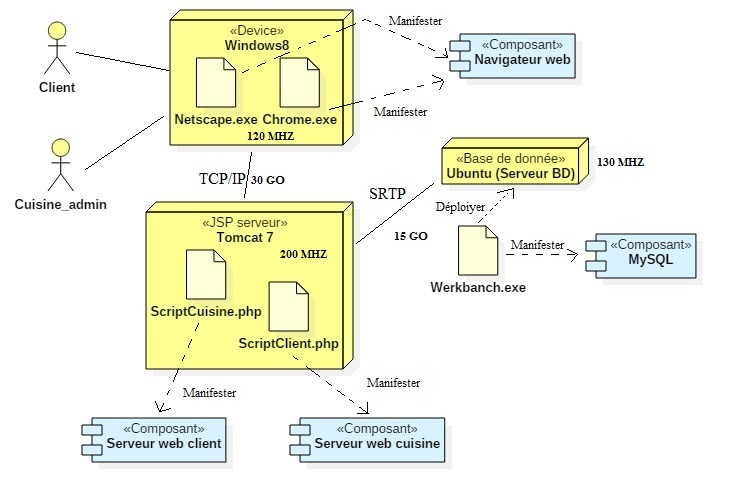 Client
Cuisine_admin
«Device»
Windows8
Netscape.exe
Chrome.exe
120 MHZ
Manifester
Manifester
«Composant»
Navigateur web
TCP/IP
30 GO
SRTP
15 GO
«Base de donnée»
Ubuntu (Serveur BD)
130 MHZ
Déploiyer
Werkbanch.exe
Manifester
«Composant»
MySQL
«JSP serveur»
Tomcat 7
200 MHZ
ScriptCuisine.php
ScriptClient.php
Manifester
Manifester
«Composant»
Serveur web client
«Composant»
Serveur web cuisine